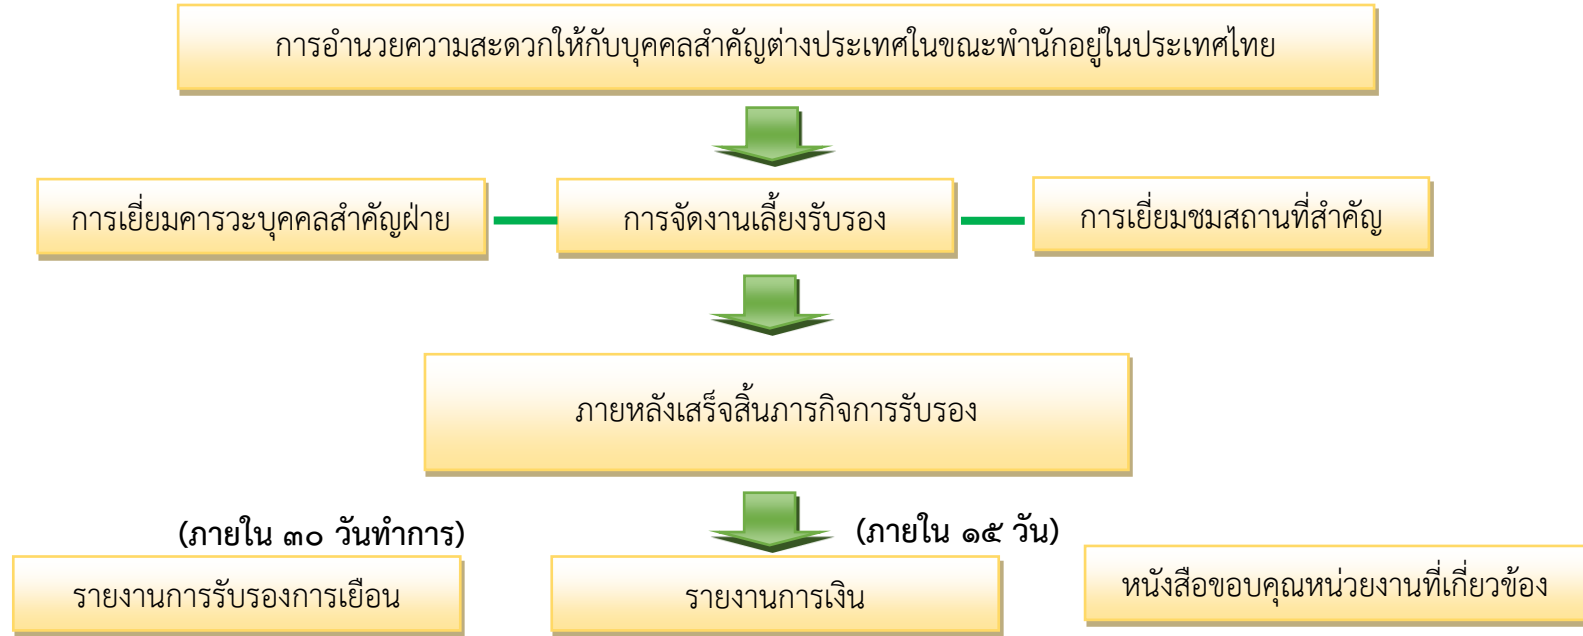 การอำนวยความสะดวกให้กับบุคคลสำคัญต่างประเทศในขณะพำนักอยู่ในประเทศไทย
การเยี่ยมคารวะบุคคลสำคัญฝ่าย
การจัดงานเลี้ยงรับรอง
การเยี่ยมชมสถานที่สำคัญ
ภายหลังเสร็จสิ้นภารกิจการรับรอง
(ภายใน ๓๐ วันทำการ)
(ภายใน ๑๕ วัน)
รายงานการรับรองการเยือน
รายงานการเงิน
หนังสือขอบคุณหน่วยงานที่เกี่ยวข้อง